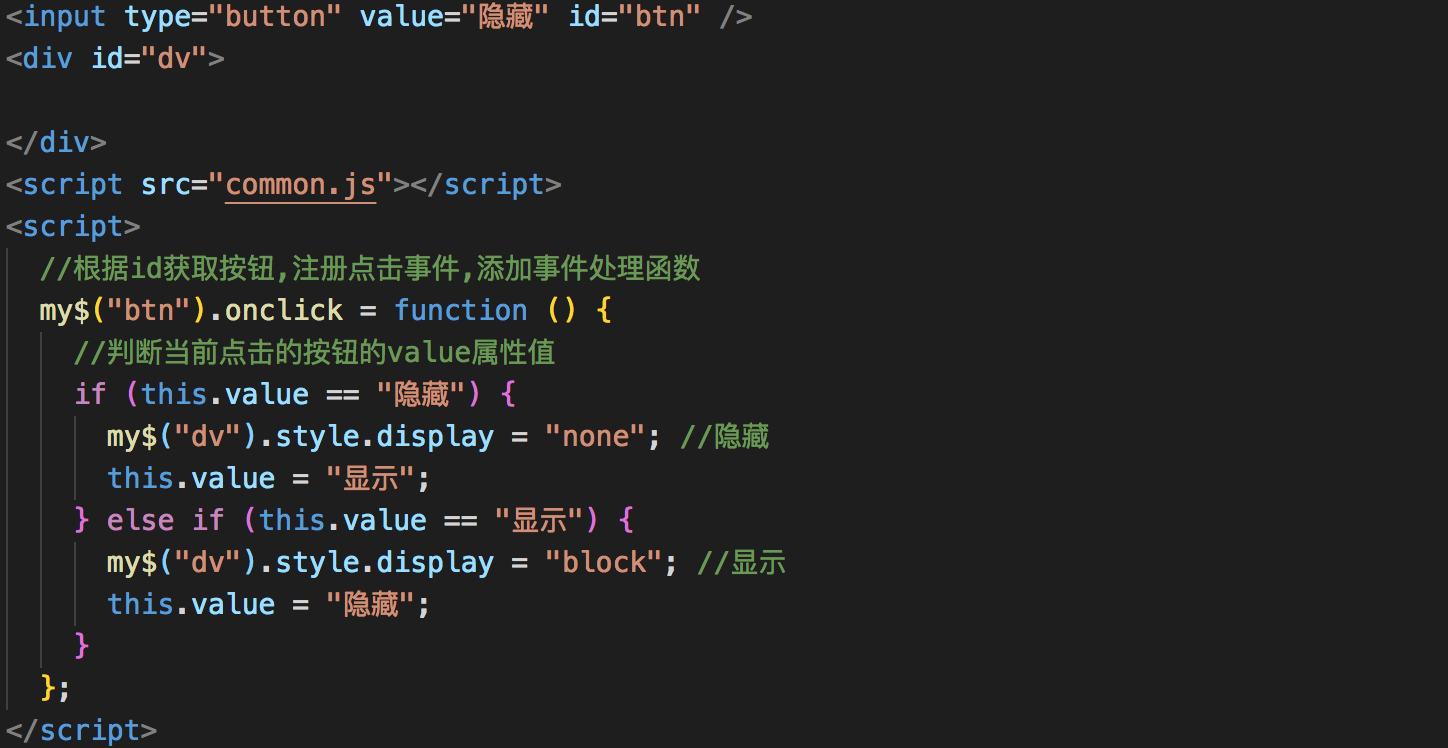 <input type="button" value="隐藏" id="btn" />
<div id="dv">
</div>
<script src="common.js"></script>
<script>
//根据id获取按钮,注册点击事件,添加事件处理函数
my$("btn").onclick = function () {
//判断当前点击的按钮的value属性值
if (this.value == "隐藏") {
my$("dv").style.display = "none"; //隐藏
this.value = "显示";
} else if (this.value == "显示") {
my$("dv").style.display = "block"; //显示
this.value = "隐藏";
}
};
</script>